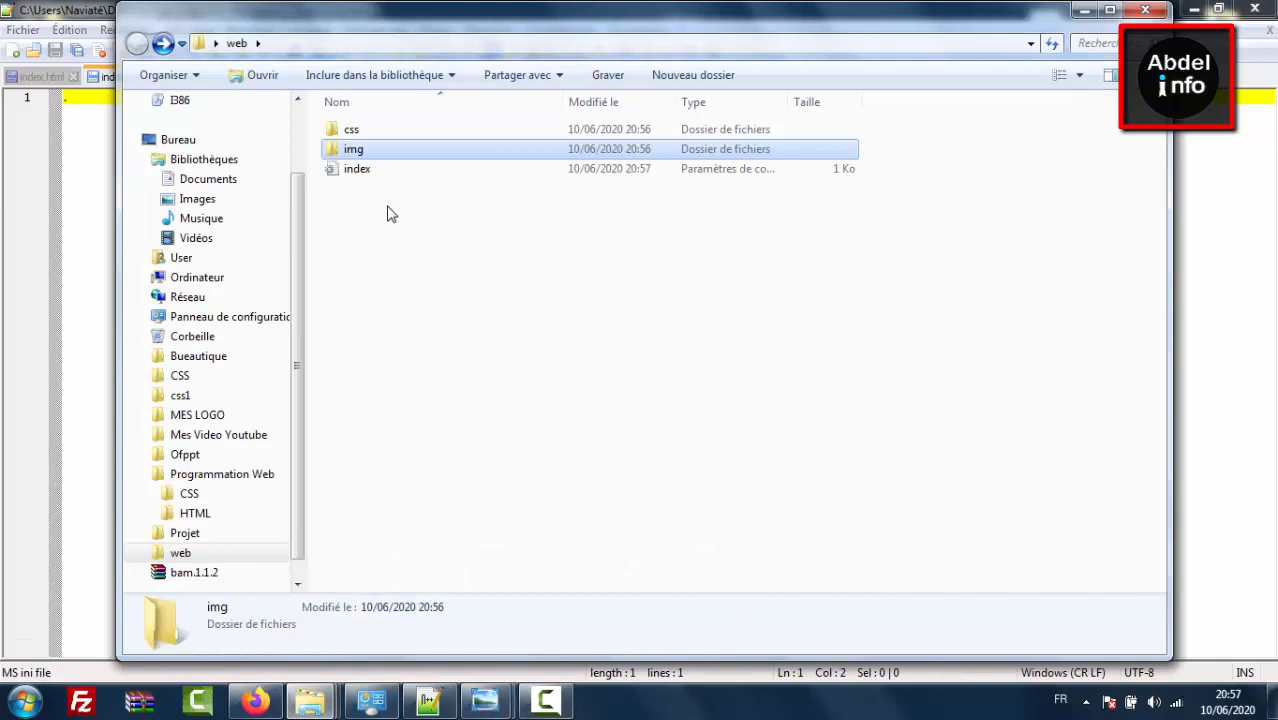 C:\Users\Naviaté\D
Fichier Édition Re
index.html
ind
1
web
Recherc
Abdel
info
Organiser Ouvrir Inclure dans la bibliothèque Partager avec Graver Nouveau dossier
Nom Modifié le Type Taille
css 10/06/2020 20:56 Dossier de fichiers
img 10/06/2020 20:56 Dossier de fichiers
index 10/06/2020 20:57 Paramètres de co... 1 Ko
I386
Bureau
Bibliothèques
Documents
Images
Musique
Vidéos
User
Ordinateur
Réseau
Panneau de configuratio
Corbeille
Bueautique
CSS
css1
MES LOGO
Mes Video Youtube
Ofppt
Programmation Web
CSS
HTML
Projet
web
bam.1.1.2
img Modifié le : 10/06/2020 20:56
Dossier de fichiers
MS ini file length : 1 lines : 1 Ln : 1 Col : 2 Sel : 0 | 0 Windows (CR LF) UTF-8 INS
FR
20:57
10/06/2020